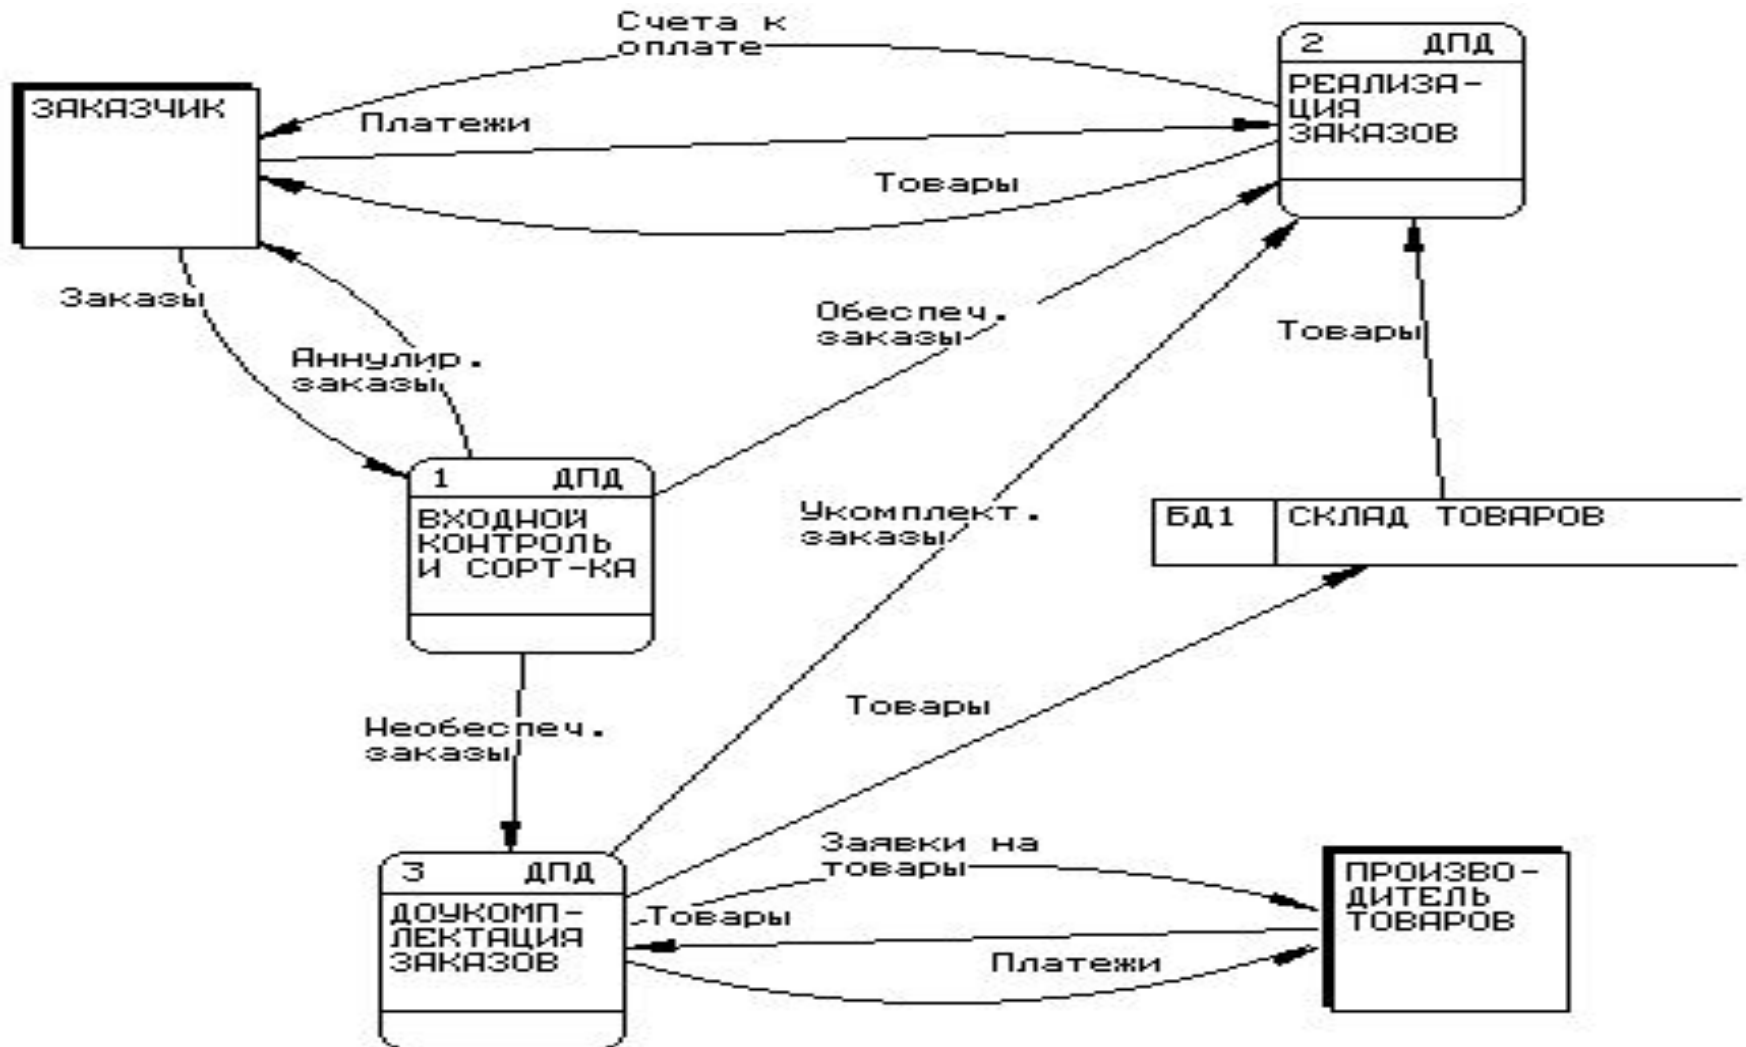 Счета к
оплате
2 ДПД
РЕАЛИЗА-
ЦИЯ
ЗАКАЗОВ
ЗАКАЗЧИК
Платежи
Товары
Заказы
Аннулир.
заказы
Обеспеч.
заказы
Товары
1 ДПД
ВХОДНОЙ
КОНТРОЛЬ
И СОРТ-КА
Укомплект.
заказы
БД1 СКЛАД ТОВАРОВ
Необеспеч.
заказы
Товары
Заявки на
товары
3 ДПД
ДОУКОМП-
ЛЕКТАЦИЯ
ЗАКАЗОВ
Товары
Платежи
ПРОИЗВО-
ДИТЕЛЬ
ТОВАРОВ